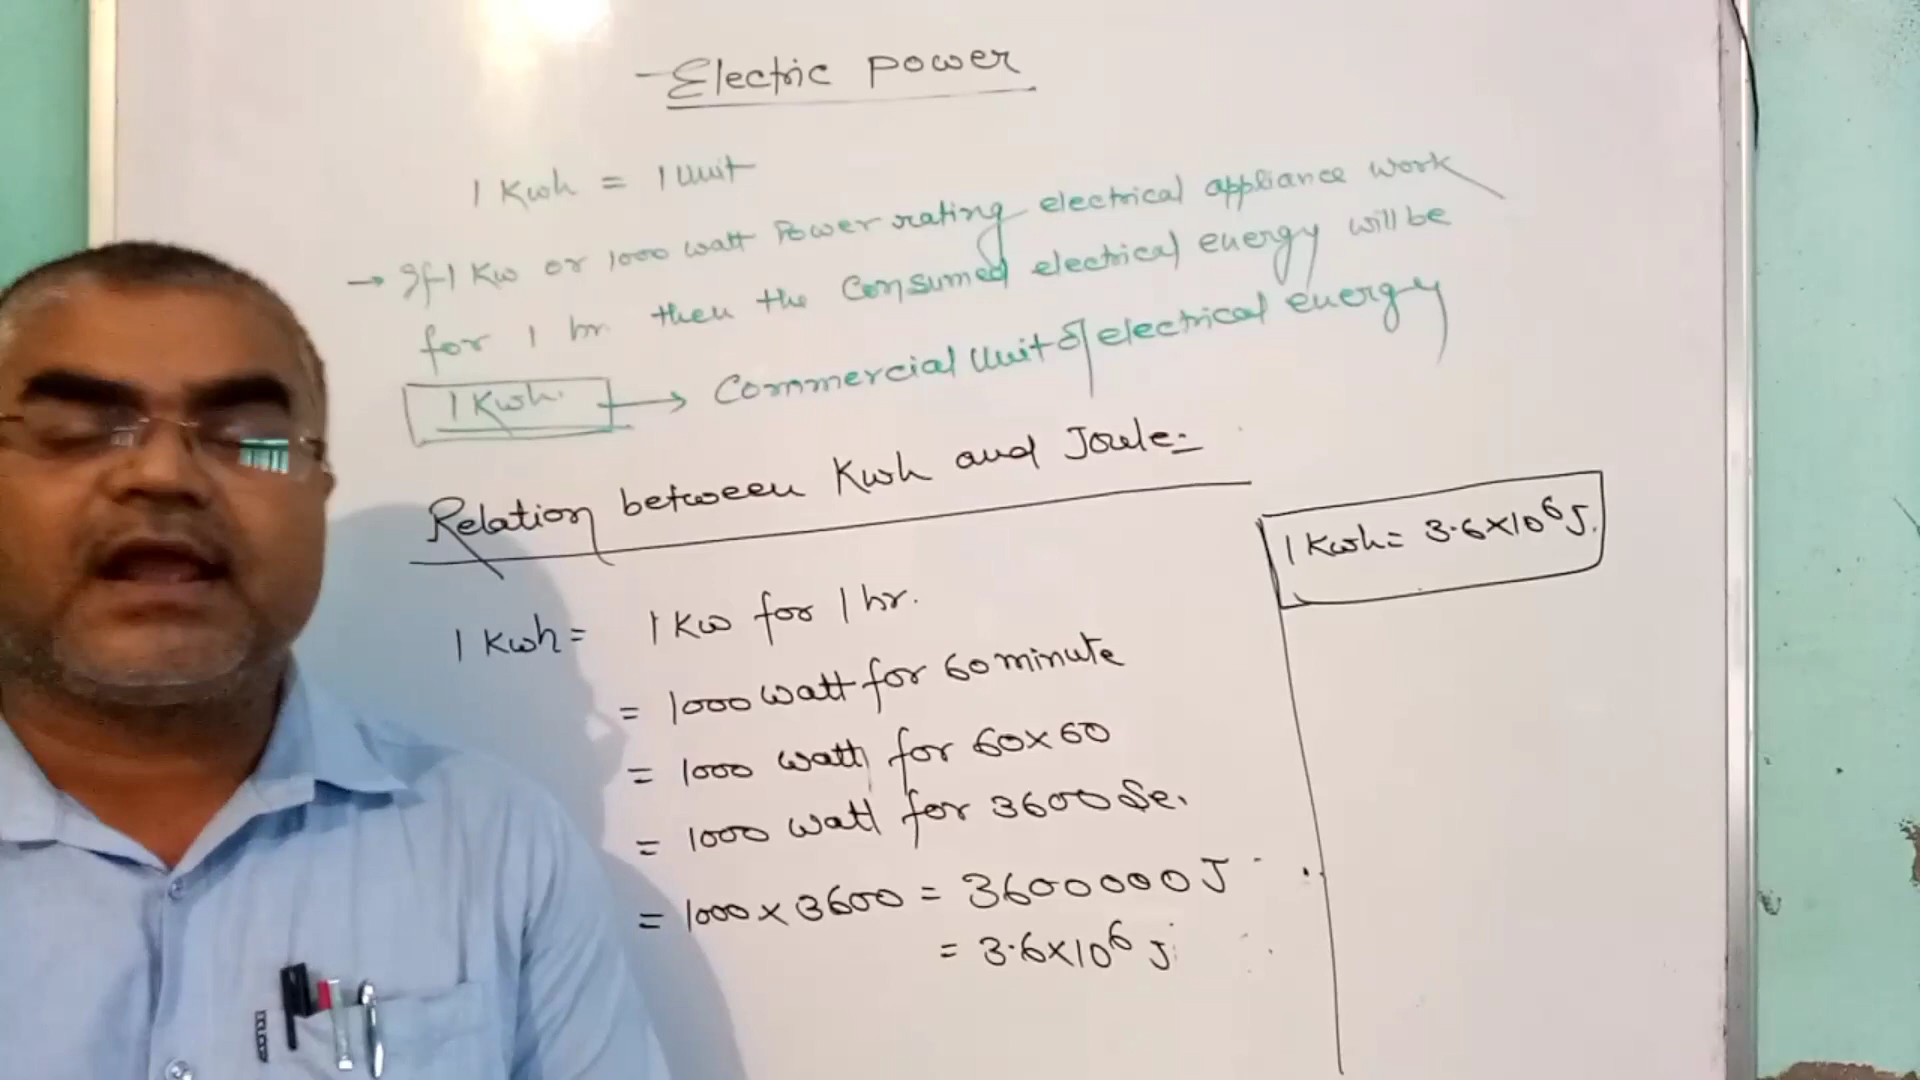 Electric power
1 Kwh = 1 Unit
→ If 1 Kw or 1000 watt Power rating electrical appliance work
for 1 hr. then the Consumed electrical energy will be
1 Kwh. → Commercial Unit of electrical energy
Relation between Kwh and Joule:-
1 Kwh = 1 Kw for 1 hr.
= 1000 watt for 60 minute
= 1000 watt for 60×60
= 1000 watt for 3600 Se.
= 1000 × 3600 = 3600000 J
= 3.6×10⁶ J
1 Kwh = 3.6×10⁶ J.